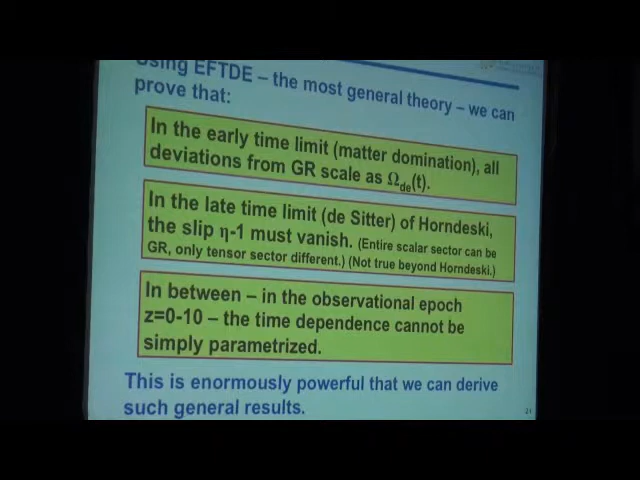 Using EFTDE – the most general theory – we can
prove that:
In the early time limit (matter domination), all
deviations from GR scale as Ωde(t).
In the late time limit (de Sitter) of Horndeski,
the slip η-1 must vanish. (Entire scalar sector can be
GR, only tensor sector different.) (Not true beyond Horndeski.)
In between – in the observational epoch
z=0-10 – the time dependence cannot be
simply parametrized.
This is enormously powerful that we can derive
such general results.
21